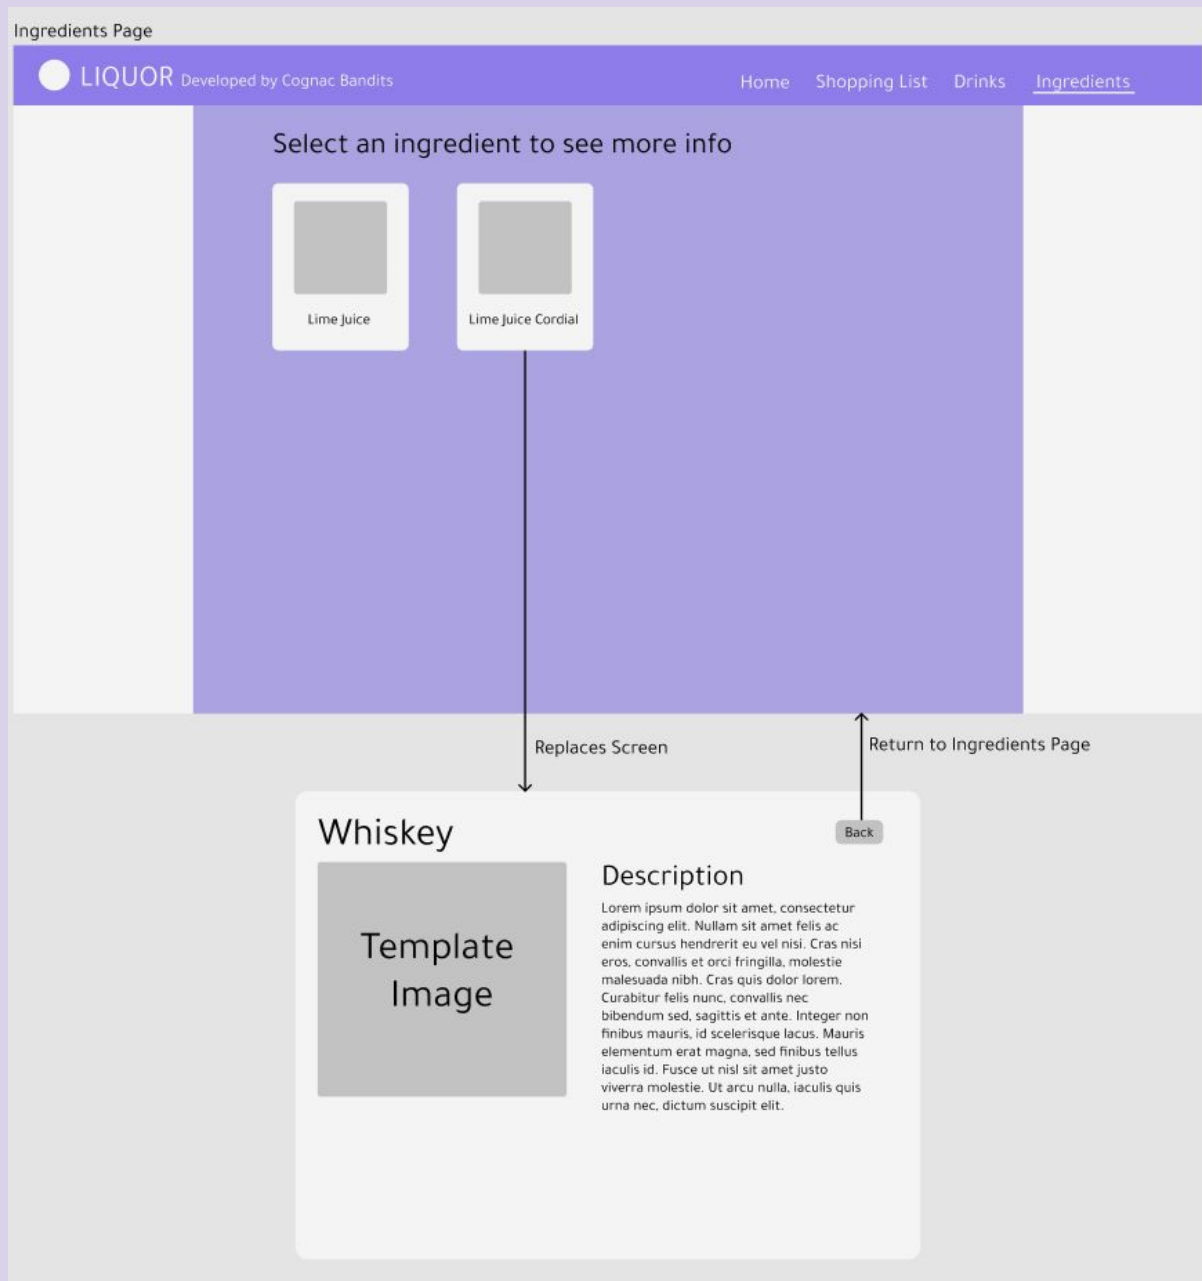 Ingredients Page
LIQUOR Developed by Cognac Bandits
Home Shopping List Drinks Ingredients
Select an ingredient to see more info
Lime Juice
Lime Juice Cordial
Replaces Screen
Return to Ingredients Page
Whiskey
Back
Template
Image
Description
Lorem ipsum dolor sit amet, consectetur
adipiscing elit. Nullam sit amet felis ac
enim cursus hendrerit eu vel nisi. Cras nisi
eros, convallis et orci fringilla, molestie
malesuada nibh. Cras quis dolor lorem.
Curabitur felis nunc, convallis nec
bibendum sed, sagittis et ante. Integer non
finibus mauris, id scelerisque lacus. Mauris
elementum erat magna, sed finibus tellus
iaculis id. Fusce ut nisl sit amet justo
viverra molestie. Ut arcu nulla, iaculis quis
urna nec, dictum suscipit elit.